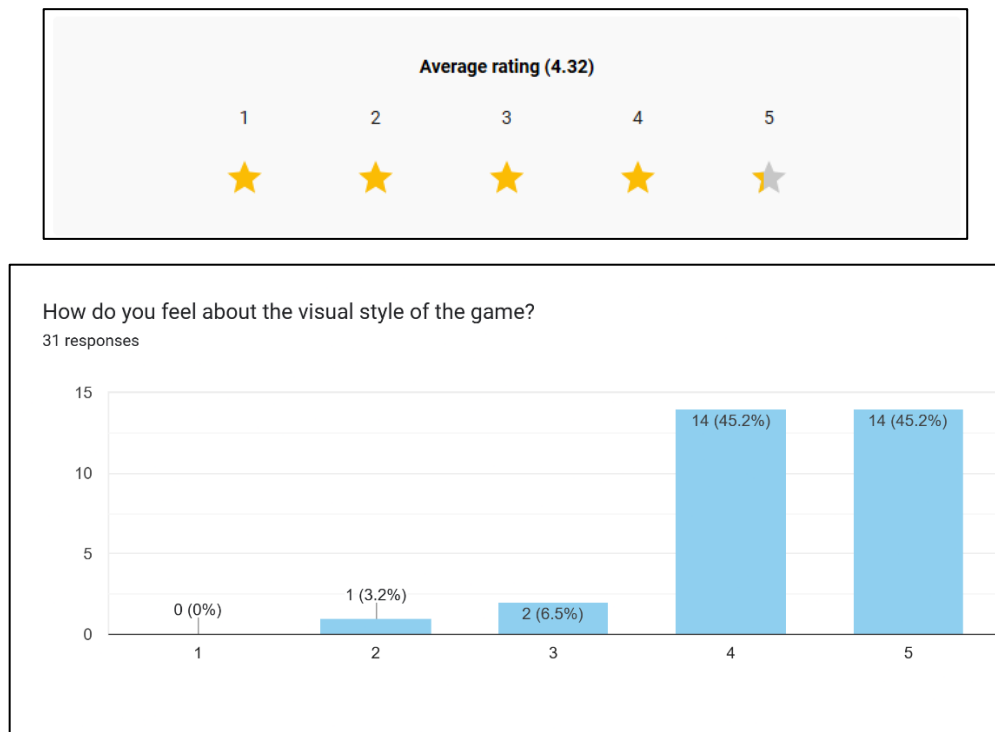 Average rating (4.32)
1 2 3 4 5
How do you feel about the visual style of the game?
31 responses
15
14 (45.2%) 14 (45.2%)
10
5
1 (3.2%)
0 (0%) 2 (6.5%)
0
1 2 3 4 5